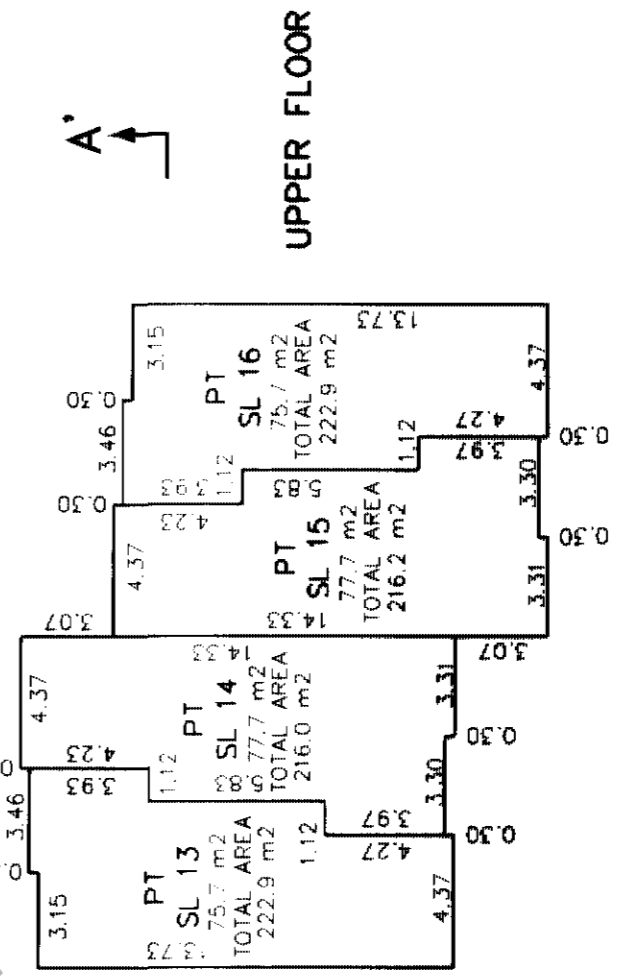 A'
UPPER FLOOR
0
4.37
3.07
3.46
3.93
4.23
3.15
1.12
PT
SL 13
75.7 m2
TOTAL AREA
222.9 m2
13.73
5.83
1.12
4.27
3.97
4.37
0.30
3.30
0.30
3.31
PT
SL 14
77.7 m2
TOTAL AREA
216.0 m2
14.33
3.07
4.37
0.30
3.46
0.30
3.15
4.23
3.93
1.12
PT
SL 15
77.7 m2
TOTAL AREA
216.2 m2
14.33
5.83
1.12
3.97
4.27
3.31
0.30
3.30
0.30
4.37
PT
SL 16
75.7 m2
TOTAL AREA
222.9 m2
13.73